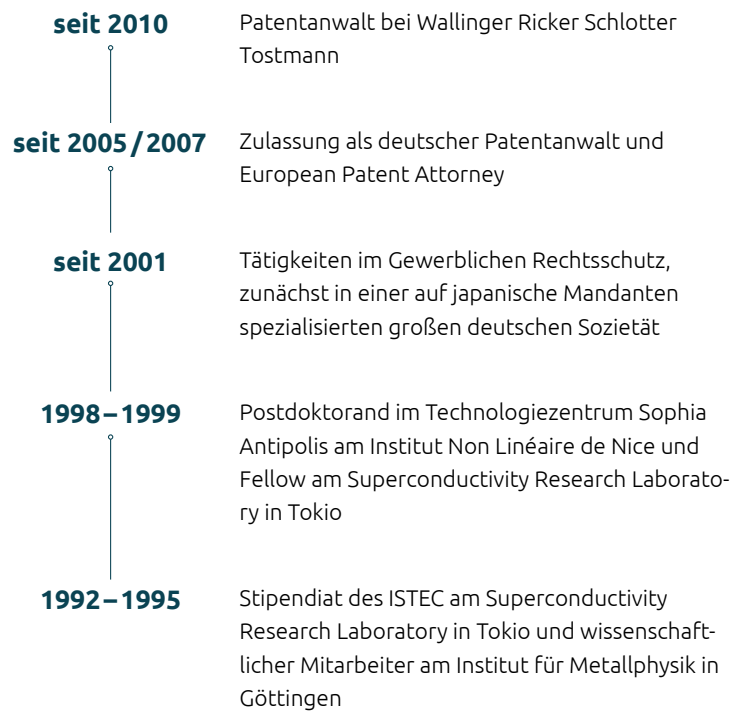 seit 2010
Patentanwalt bei Wallinger Ricker Schlotter
Tostmann
seit 2005/2007
Zulassung als deutscher Patentanwalt und
European Patent Attorney
seit 2001
Tätigkeiten im Gewerblichen Rechtsschutz,
zunächst in einer auf japanische Mandanten
spezialisierten großen deutschen Sozietät
1998–1999
Postdoktorand im Technologiezentrum Sophia
Antipolis am Institut Non Linéaire de Nice und
Fellow am Superconductivity Research Laborato-
ry in Tokio
1992–1995
Stipendiat des ISTEC am Superconductivity
Research Laboratory in Tokio und wissenschaft-
licher Mitarbeiter am Institut für Metallphysik in
Göttingen